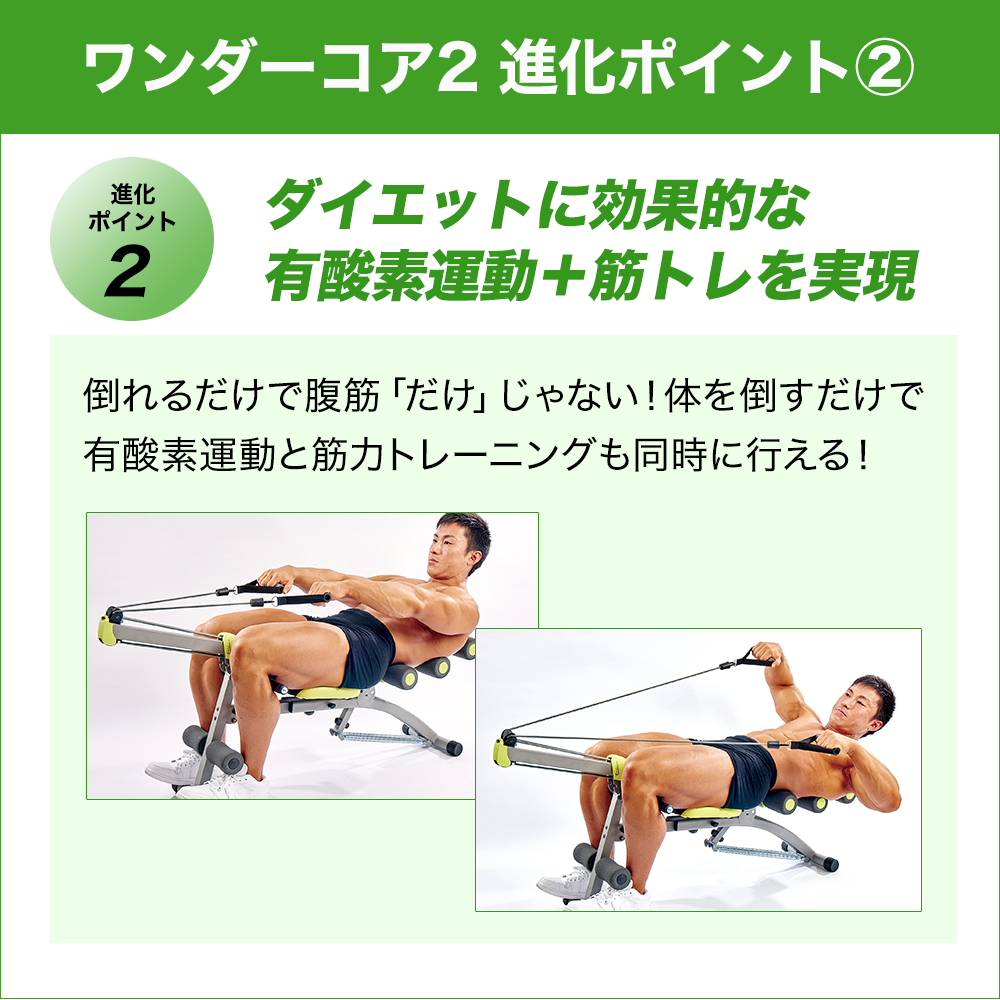 ワンダーコア2 進化ポイント②
進化
ポイント
2
ダイエットに効果的な
有酸素運動＋筋トレを実現
倒れるだけで腹筋「だけ」じゃない！体を倒すだけで
有酸素運動と筋力トレーニングも同時に行える！